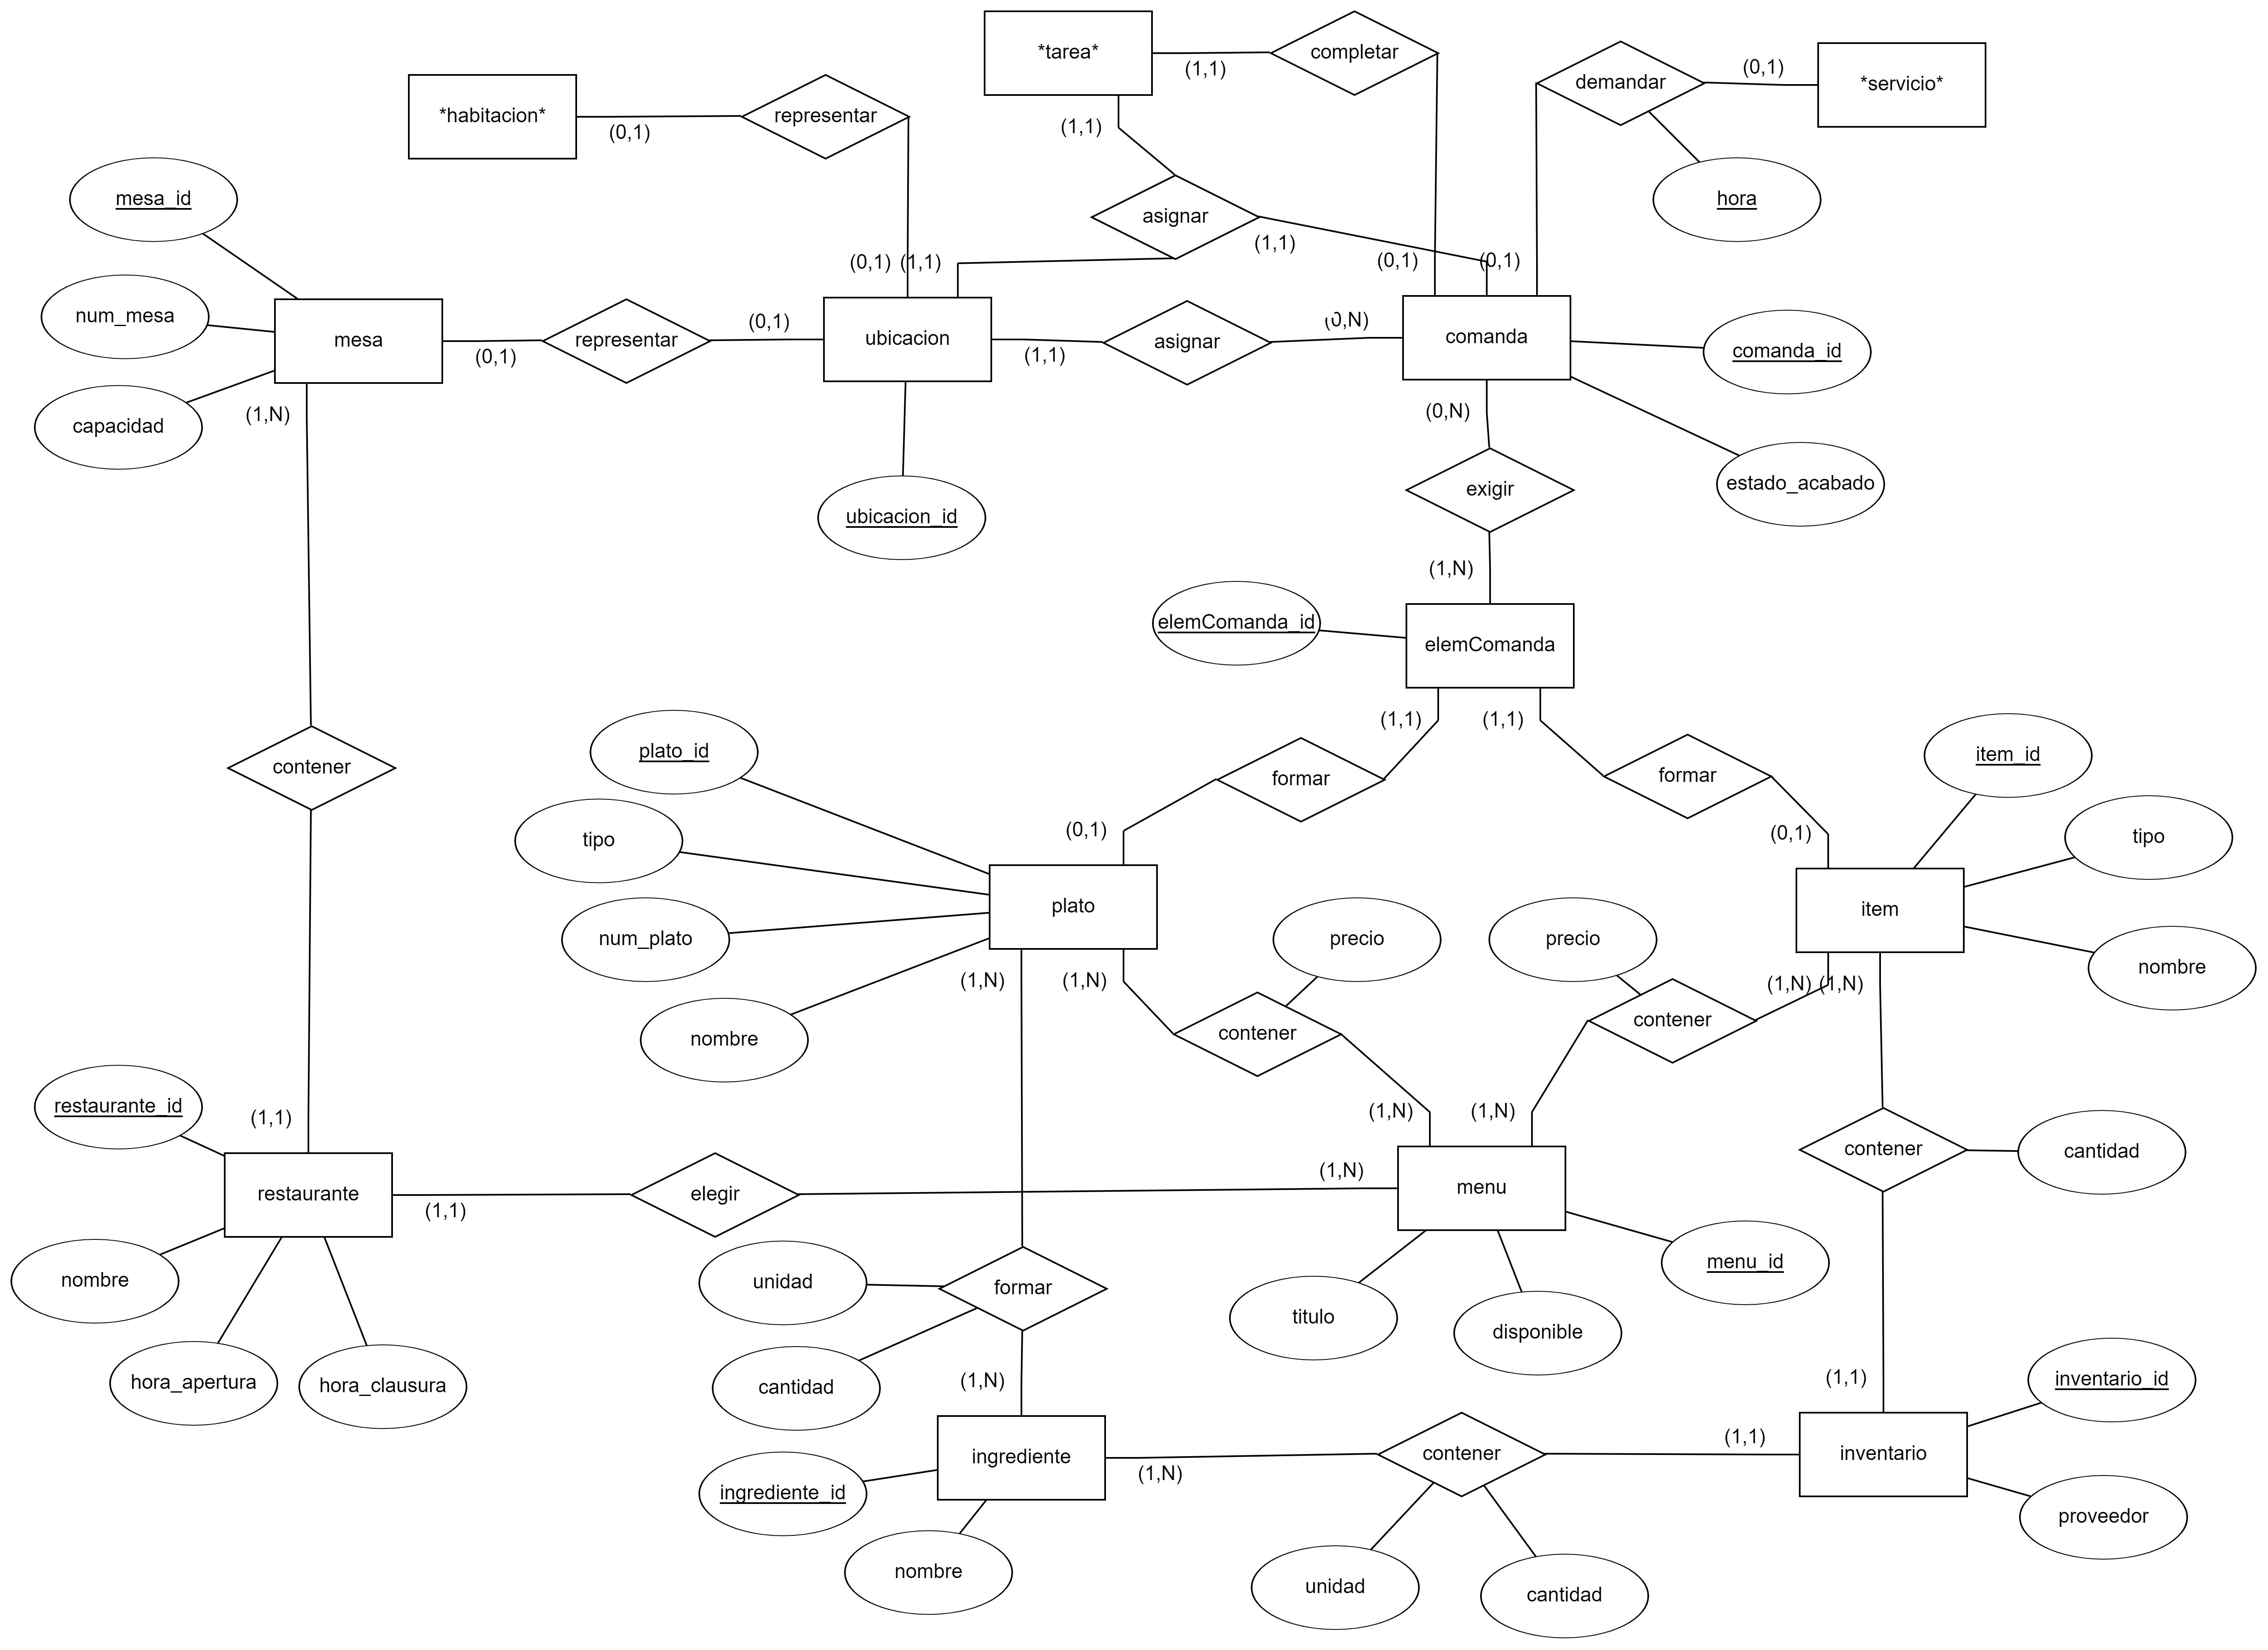 *tarea*
completar
(1,1)
demandar
(0,1)
*servicio*
*habitacion*
(0,1)
representar
(1,1)
hora
mesa_id
asignar
(1,1)
(0,1)
(1,1)
(0,1)
(0,1)
num_mesa
mesa
(0,1)
representar
(0,1)
ubicacion
(1,1)
asignar
(0,N)
comanda
comanda_id
capacidad
(1,N)
(0,N)
estado_acabado
exigir
ubicacion_id
(1,N)
elemComanda_id
elemComanda
(1,1)
(1,1)
plato_id
contener
formar
formar
item_id
tipo
(0,1)
(0,1)
tipo
plato
item
num_plato
precio
precio
nombre
(1,N)
(1,N)
(1,N)
(1,N)
nombre
contener
contener
restaurante_id
(1,1)
(1,N)
(1,N)
contener
cantidad
restaurante
(1,1)
elegir
(1,N)
menu
nombre
unidad
formar
menu_id
titulo
disponible
hora_apertura
hora_clausura
cantidad
(1,N)
(1,1)
inventario_id
ingrediente
(1,N)
contener
(1,1)
inventario
ingrediente_id
proveedor
nombre
unidad
cantidad